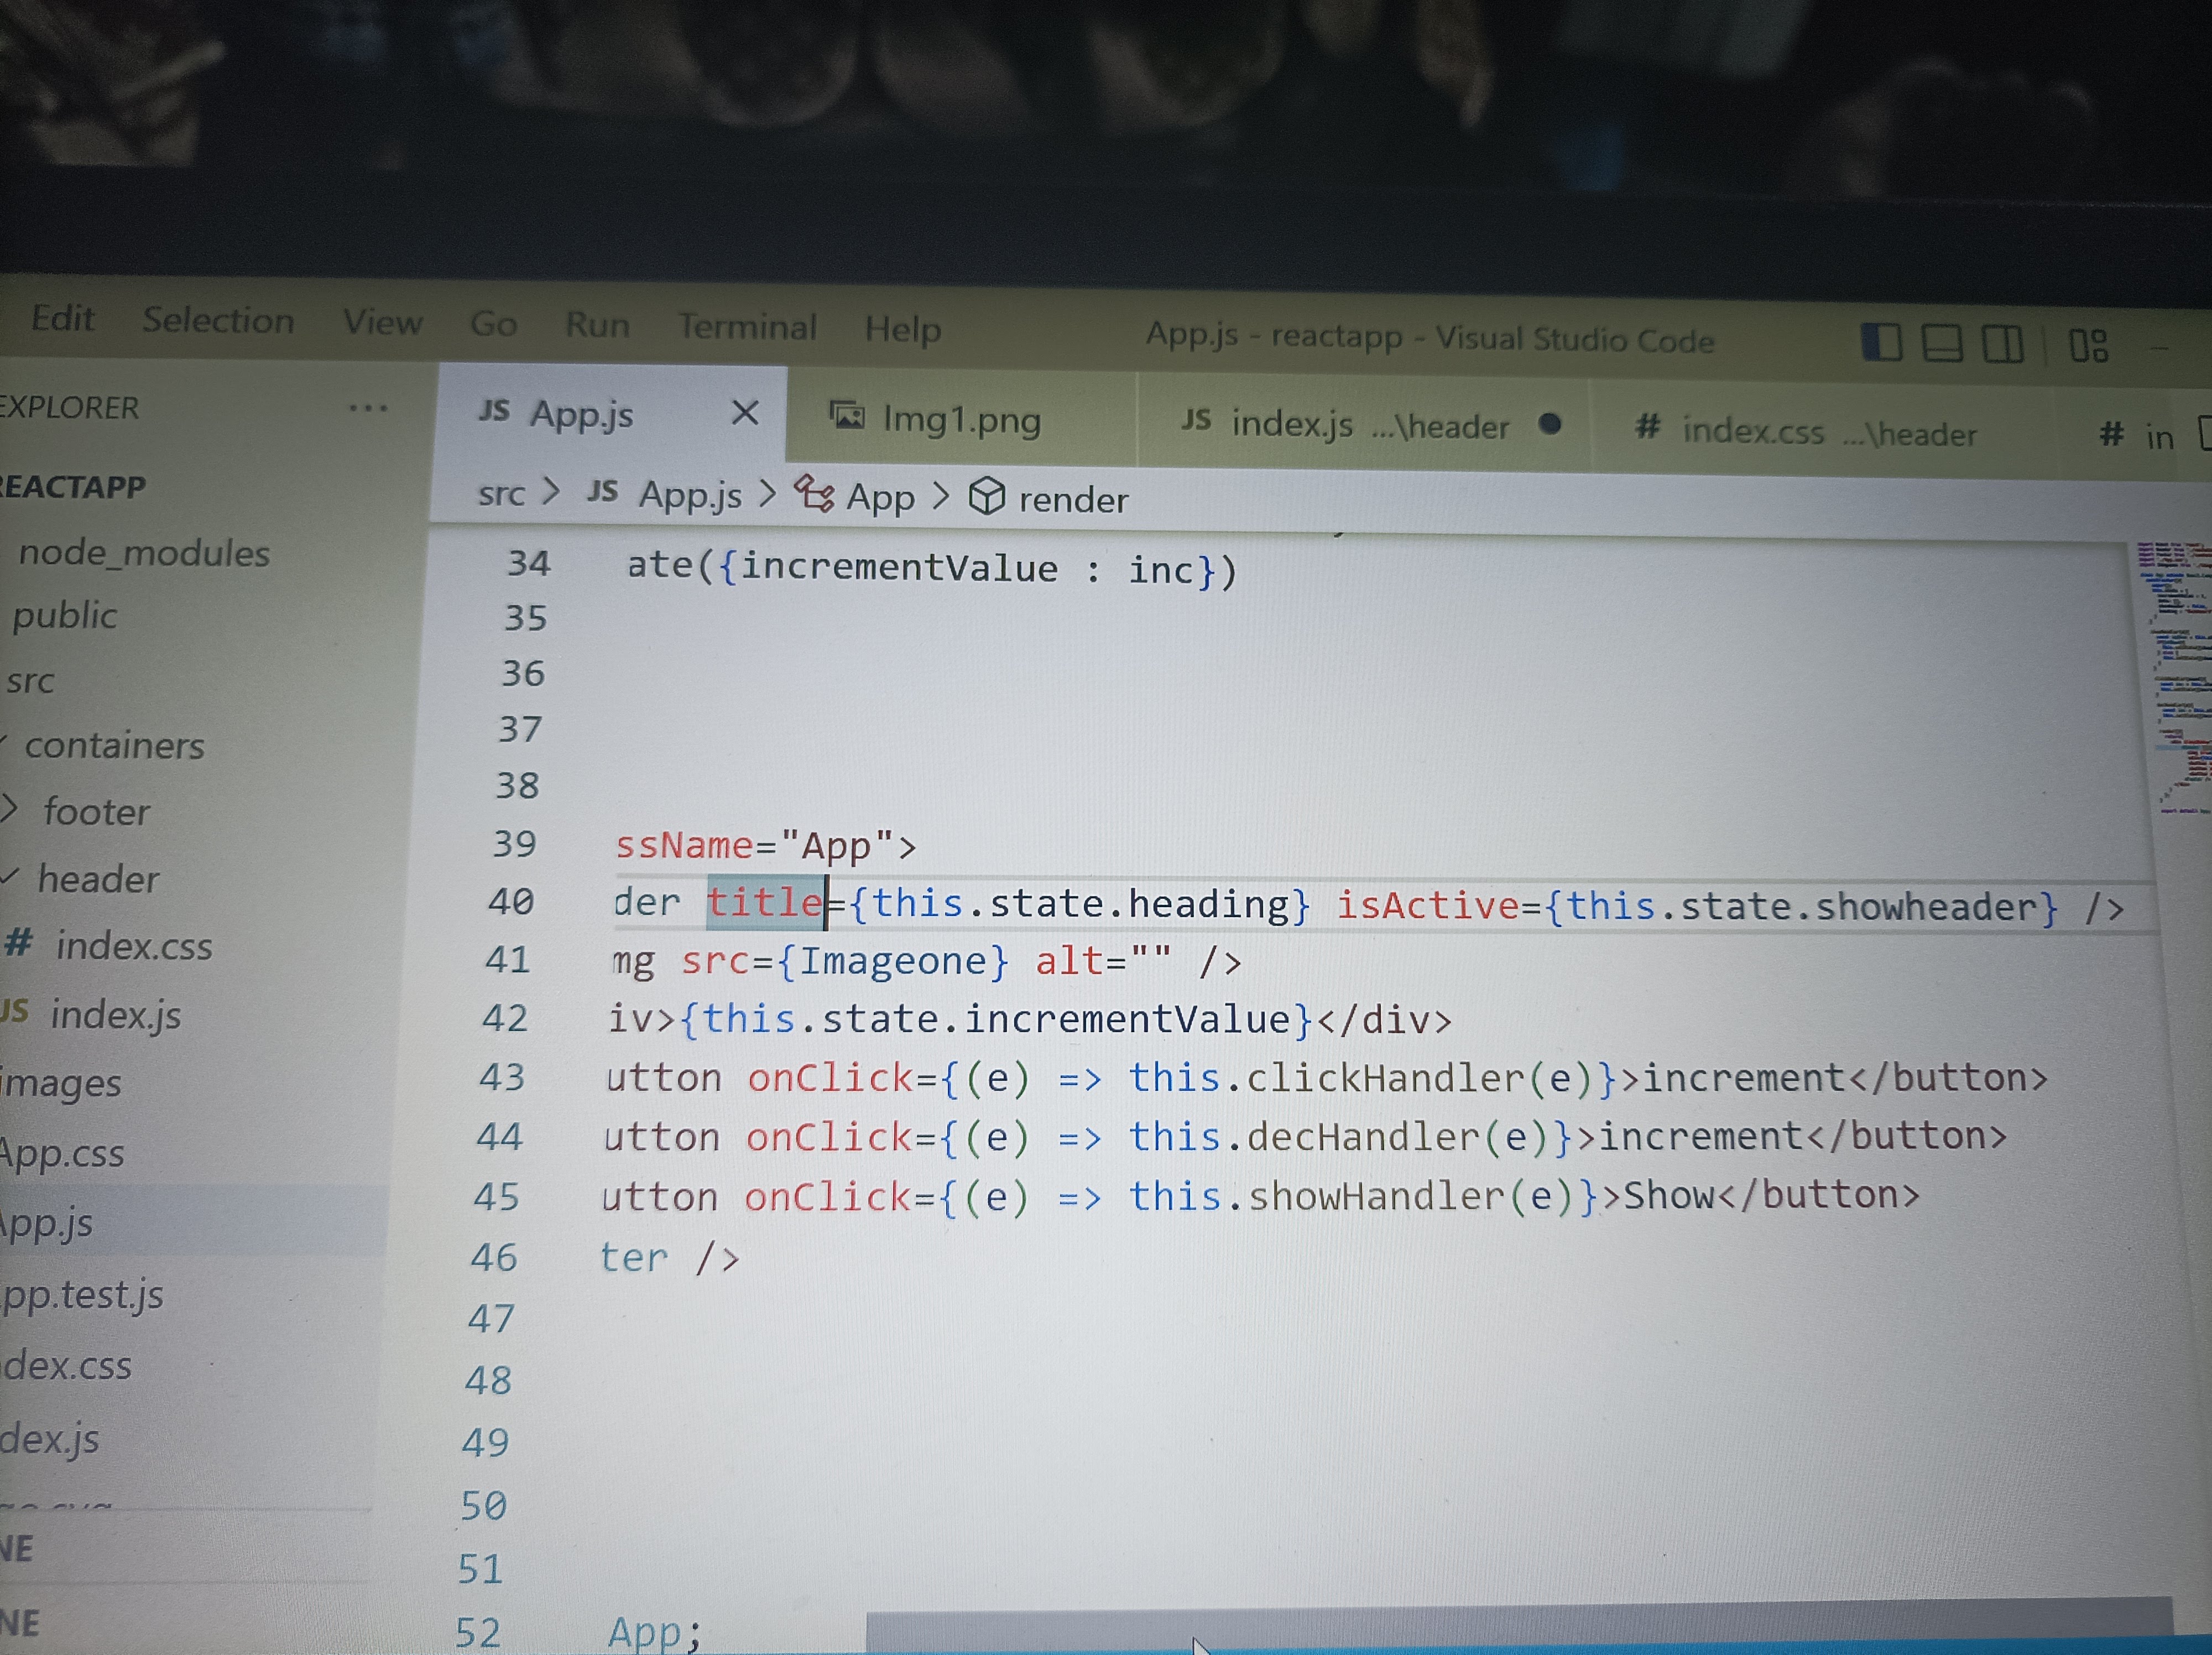 Edit Selection View Go Run Terminal Help App.js - reactapp - Visual Studio Code
EXPLORER ...
JS App.js × Img1.png JS index.js ...\header ● # index.css ...\header # in
REACTAPP
src > JS App.js > App > render
node_modules
public
src
containers
> footer
header
# index.css
JS index.js
images
App.css
App.js
pp.test.js
dex.css
dex.js
NE
NE
34 ate({incrementValue : inc})
35
36
37
38
39 ssName="App">
40 der title={this.state.heading} isActive={this.state.showheader} />
41 mg src={Imageone} alt="" />
42 iv>{this.state.incrementValue}</div>
43 utton onClick={(e) => this.clickHandler(e)}>increment</button>
44 utton onClick={(e) => this.decHandler(e)}>increment</button>
45 utton onClick={(e) => this.showHandler(e)}>Show</button>
46 ter />
47
48
49
50
51
52 App;